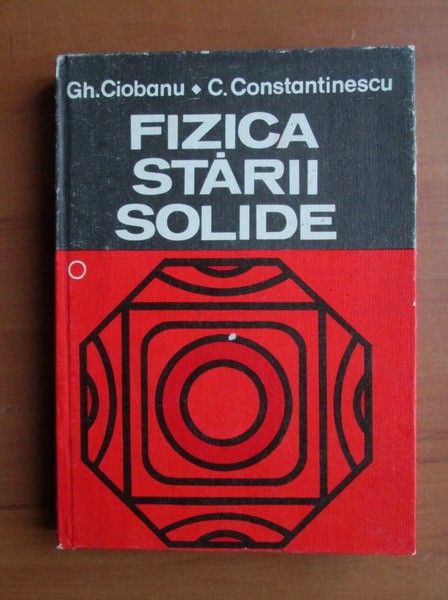 Gh. Ciobanu ◆ C. Constantinescu
FIZICA
STĂRII
SOLIDE